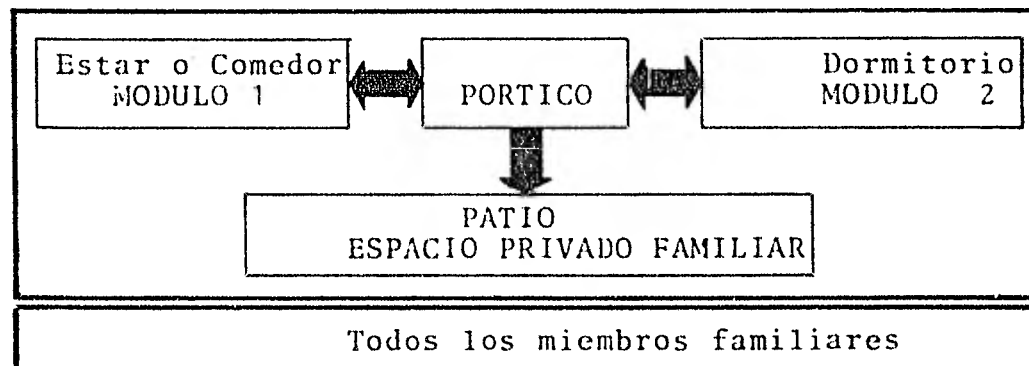 Estar o Comedor
MODULO 1
PORTICO
Dormitorio
MODULO 2
PATIO
ESPACIO PRIVADO FAMILIAR
Todos los miembros familiares